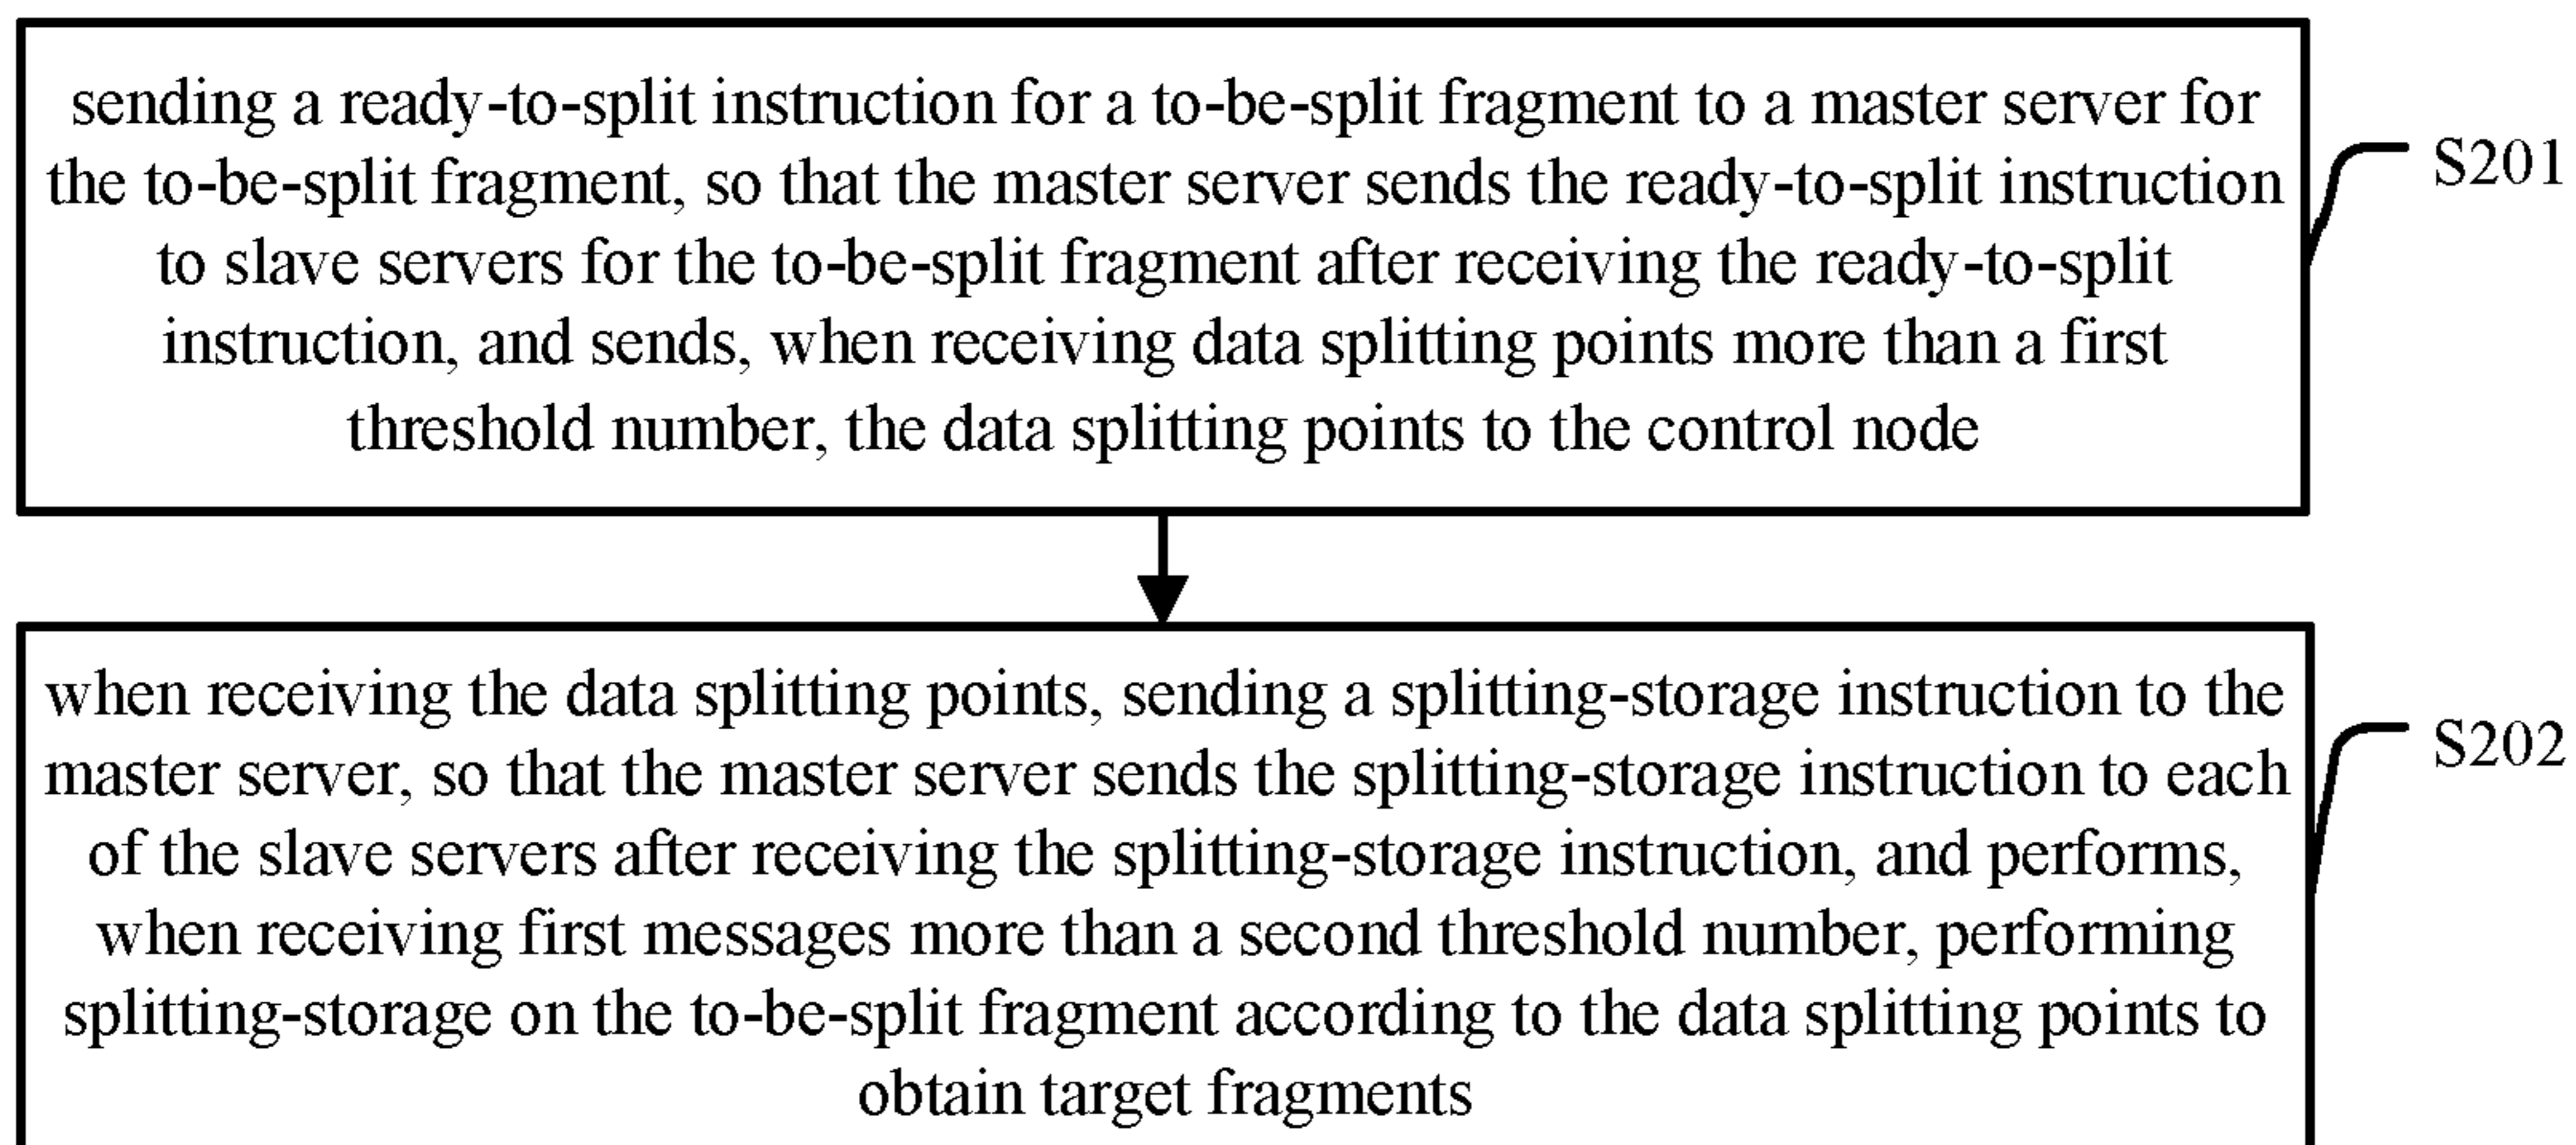 sending a ready-to-split instruction for a to-be-split fragment to a master server for
the to-be-split fragment, so that the master server sends the ready-to-split instruction
to slave servers for the to-be-split fragment after receiving the ready-to-split
instruction, and sends, when receiving data splitting points more than a first
threshold number, the data splitting points to the control node
S201
when receiving the data splitting points, sending a splitting-storage instruction to the
master server, so that the master server sends the splitting-storage instruction to each
of the slave servers after receiving the splitting-storage instruction, and performs,
when receiving first messages more than a second threshold number, performing
splitting-storage on the to-be-split fragment according to the data splitting points to
obtain target fragments
S202